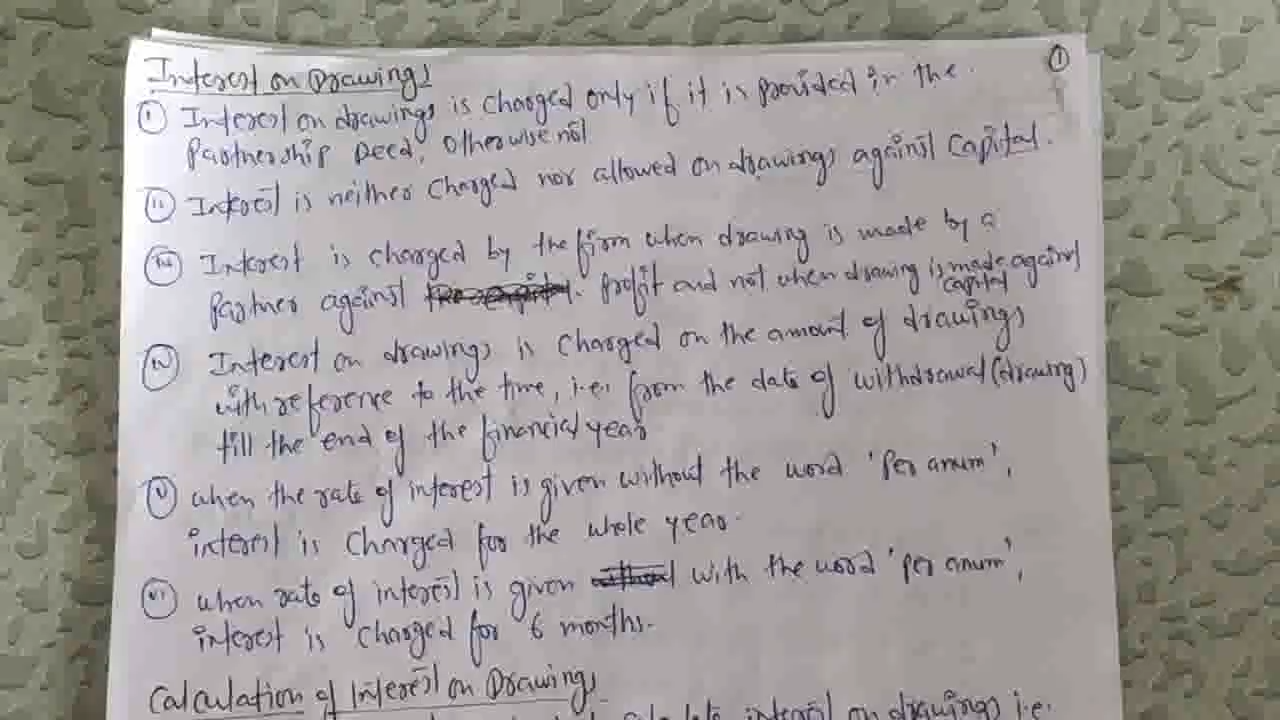 Interest on Drawings
①
(i) Interest on drawings is charged only if it is provided in the
partnership Deed, otherwise not
(ii) Interest is neither charged nor allowed on drawings against capital.
(iii) Interest is charged by the firm when drawing is made by a
partner against profit and not when drawing is made against
capital
(iv) Interest on drawings is charged on the amount of drawings
with reference to the time, i.e. from the date of withdrawal (drawing)
till the end of the financial year
(v) when the rate of interest is given without the word 'Per anum',
interest is charged for the whole year.
(vi) when rate of interest is given with the word 'per anum',
interest is charged for 6 months.
Calculation of Interest on Drawings
interest on drawings i.e.